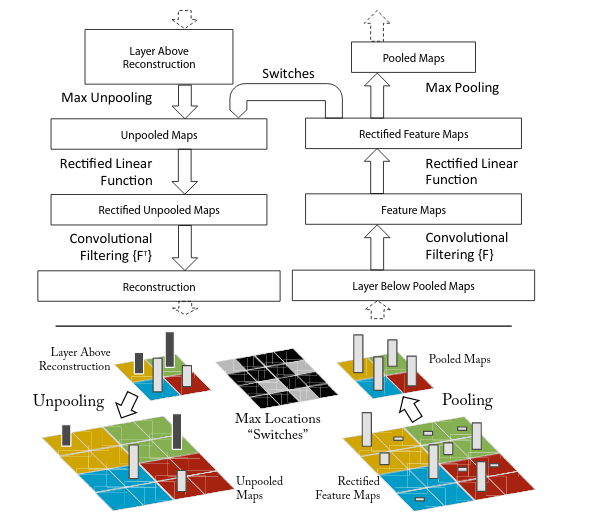 Layer Above
Reconstruction
Pooled Maps
Switches
Max Unpooling
Max Pooling
Unpooled Maps
Rectified Feature Maps
Rectified Linear
Function
Rectified Linear
Function
Rectified Unpooled Maps
Feature Maps
Convolutional
Filtering {Fᵀ}
Convolutional
Filtering {F}
Reconstruction
Layer Below Pooled Maps
Layer Above
Reconstruction
Pooled Maps
Unpooling
Max Locations
“Switches”
Pooling
Unpooled
Maps
Rectified
Feature Maps